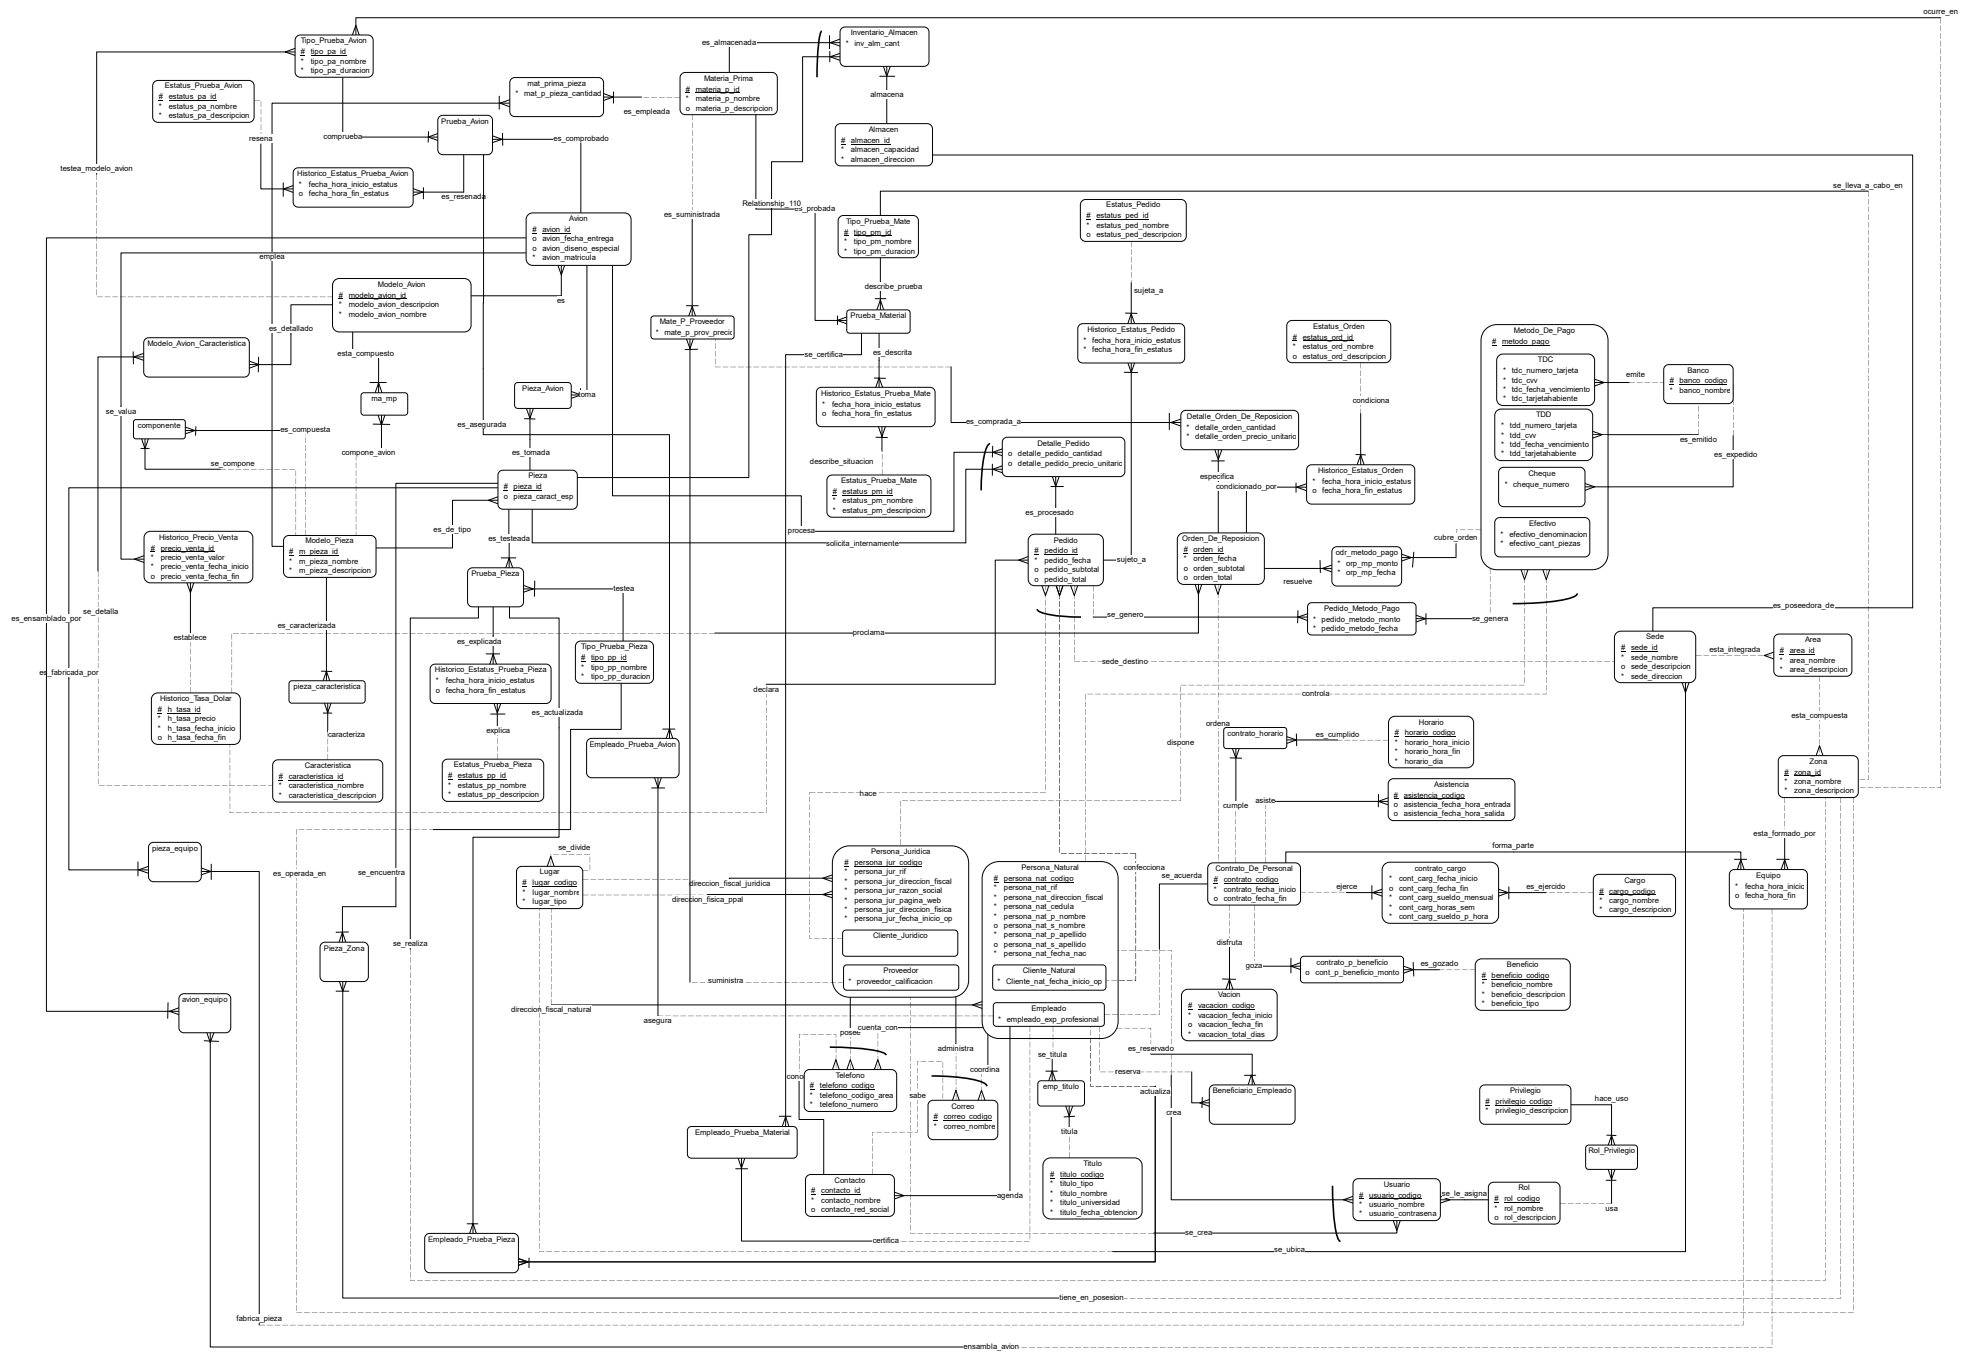 ocurre_en
Tipo_Prueba_Avion
# tipo_pa_id
* tipo_pa_nombre
* tipo_pa_duracion
Inventario_Almacen
* inv_alm_cant
es_almacenada
Estatus_Prueba_Avion
# estatus_pa_id
* estatus_pa_nombre
* estatus_pa_descripcion
mat_prima_pieza
* mat_p_pieza_cantidad
Materia_Prima
# materia_p_id
* materia_p_nombre
o materia_p_descripcion
almacena
es_empleada
Prueba_Avion
comprueba
es_comprobado
resena
Almacen
# almacen_id
* almacen_capacidad
* almacen_direccion
testea_modelo_avion
Historico_Estatus_Prueba_Avion
* fecha_hora_inicio_estatus
o fecha_hora_fin_estatus
es_resenada
es_suministrada
Relationship_110
es_probada
se_lleva_a_cabo_en
Avion
# avion_id
o avion_fecha_entrega
o avion_diseno_especial
* avion_matricula
Tipo_Prueba_Mate
# tipo_pm_id
* tipo_pm_nombre
* tipo_pm_duracion
Estatus_Pedido
# estatus_ped_id
* estatus_ped_nombre
o estatus_ped_descripcion
emplea
Modelo_Avion
# modelo_avion_id
* modelo_avion_descripcion
* modelo_avion_nombre
es
describe_prueba
sujeta_a
es_detallado
Mate_P_Proveedor
* mate_p_prov_precio
Prueba_Material
Historico_Estatus_Pedido
* fecha_hora_inicio_estatus
* fecha_hora_fin_estatus
Estatus_Orden
# estatus_ord_id
* estatus_ord_nombre
o estatus_ord_descripcion
Metodo_De_Pago
# metodo_pago
TDC
* tdc_numero_tarjeta
* tdc_cvv
* tdc_fecha_vencimiento
* tdc_tarjetahabiente
emite
Banco
# banco_codigo
* banco_nombre
Modelo_Avion_Caracteristica
esta_compuesto
se_certifica
es_descrita
Pieza_Avion
toma
ma_mp
Historico_Estatus_Prueba_Mate
* fecha_hora_inicio_estatus
o fecha_hora_fin_estatus
condiciona
se_valua
componente
es_compuesta
es_asegurada
es_comprada_a
Detalle_Orden_De_Reposicion
* detalle_orden_cantidad
* detalle_orden_precio_unitario
TDD
* tdd_numero_tarjeta
* tdd_cvv
* tdd_fecha_vencimiento
* tdd_tarjetahabiente
es_emitido
es_expedido
compone_avion
es_tomada
se_compone
describe_situacion
Detalle_Pedido
o detalle_pedido_cantidad
o detalle_pedido_precio_unitario
especifica
condicionado_por
Historico_Estatus_Orden
* fecha_hora_inicio_estatus
o fecha_hora_fin_estatus
Cheque
* cheque_numero
Pieza
# pieza_id
o pieza_caract_esp
Estatus_Prueba_Mate
# estatus_pm_id
* estatus_pm_nombre
* estatus_pm_descripcion
es_procesado
es_de_tipo
es_testeada
procesa
solicita_internamente
Efectivo
* efectivo_denominacion
* efectivo_cant_piezas
cubre_orden
Historico_Precio_Venta
# precio_venta_id
* precio_venta_valor
* precio_venta_fecha_inicio
o precio_venta_fecha_fin
Modelo_Pieza
# m_pieza_id
* m_pieza_nombre
* m_pieza_descripcion
Pedido
# pedido_id
* pedido_fecha
o pedido_subtotal
o pedido_total
sujeto_a
Orden_De_Reposicion
# orden_id
* orden_fecha
o orden_subtotal
o orden_total
odr_metodo_pago
* orp_mp_monto
* orp_mp_fecha
resuelve
Prueba_Pieza
testea
se_detalla
es_ensamblado_por
establece
es_caracterizada
es_explicada
proclama
se_genero
Pedido_Metodo_Pago
* pedido_metodo_monto
* pedido_metodo_fecha
se_genera
es_poseedora_de
Sede
# sede_id
* sede_nombre
o sede_descripcion
* sede_direccion
esta_integrada
Area
# area_id
* area_nombre
* area_descripcion
es_fabricada_por
Tipo_Prueba_Pieza
# tipo_pp_id
* tipo_pp_nombre
* tipo_pp_duracion
Historico_Estatus_Prueba_Pieza
* fecha_hora_inicio_estatus
o fecha_hora_fin_estatus
sede_destino
pieza_caracteristica
declara
controla
Historico_Tasa_Dolar
# h_tasa_id
* h_tasa_precio
* h_tasa_fecha_inicio
o h_tasa_fecha_fin
caracteriza
explica
es_actualizada
esta_compuesta
ordena
contrato_horario
es_cumplido
Horario
# horario_codigo
* horario_hora_inicio
* horario_hora_fin
* horario_dia
dispone
Empleado_Prueba_Avion
Caracteristica
# caracteristica_id
* caracteristica_nombre
* caracteristica_descripcion
Estatus_Prueba_Pieza
# estatus_pp_id
* estatus_pp_nombre
* estatus_pp_descripcion
Zona
# zona_id
* zona_nombre
* zona_descripcion
hace
cumple
asiste
Asistencia
# asistencia_codigo
o asistencia_fecha_hora_entrada
o asistencia_fecha_hora_salida
esta_formado_por
forma_parte
pieza_equipo
es_operada_en
se_encuentra
se_divide
Lugar
# lugar_codigo
* lugar_nombre
* lugar_tipo
direccion_fiscal_juridica
direccion_fisica_ppal
Persona_Juridica
# persona_jur_codigo
* persona_jur_rif
* persona_jur_direccion_fiscal
* persona_jur_razon_social
* persona_jur_pagina_web
* persona_jur_direccion_fisica
* persona_jur_fecha_inicio_op
Cliente_Juridico
Proveedor
* proveedor_calificacion
Persona_Natural
# persona_nat_codigo
* persona_nat_rif
* persona_nat_direccion_fiscal
* persona_nat_cedula
* persona_nat_p_nombre
o persona_nat_s_nombre
* persona_nat_p_apellido
o persona_nat_s_apellido
* persona_nat_fecha_nac
Cliente_Natural
* Cliente_nat_fecha_inicio_op
Empleado
* empleado_exp_profesional
confecciona
se_acuerda
Contrato_De_Personal
# contrato_codigo
* contrato_fecha_inicio
o contrato_fecha_fin
ejerce
contrato_cargo
* cont_carg_fecha_inicio
o cont_carg_fecha_fin
* cont_carg_sueldo_mensual
* cont_carg_horas_sem
* cont_carg_sueldo_p_hora
es_ejercido
Cargo
# cargo_codigo
* cargo_nombre
* cargo_descripcion
Equipo
* fecha_hora_inicio
o fecha_hora_fin
se_realiza
Pieza_Zona
disfruta
goza
contrato_p_beneficio
o cont_p_beneficio_monto
es_gozado
Beneficio
# beneficio_codigo
* beneficio_nombre
* beneficio_descripcion
* beneficio_tipo
suministra
Vacion
# vacacion_codigo
* vacacion_fecha_inicio
o vacacion_fecha_fin
* vacacion_total_dias
avion_equipo
direccion_fiscal_natural
asegura
posee
cuenta_con
administra
coordina
se_titula
es_reservado
conoce
Telefono
# telefono_codigo
* telefono_codigo_area
* telefono_numero
sabe
Correo
# correo_codigo
* correo_nombre
emp_titulo
reserva
actualiza
Beneficiario_Empleado
Privilegio
# privilegio_codigo
* privilegio_descripcion
hace_uso
crea
Empleado_Prueba_Material
titula
Rol_Privilegio
Contacto
# contacto_id
* contacto_nombre
o contacto_red_social
agenda
Titulo
# titulo_codigo
* titulo_tipo
* titulo_nombre
* titulo_universidad
* titulo_fecha_obtencion
Usuario
# usuario_codigo
* usuario_nombre
* usuario_contrasena
se_le_asigna
Rol
# rol_codigo
* rol_nombre
o rol_descripcion
usa
Empleado_Prueba_Pieza
certifica
se_crea
se_ubica
tiene_en_posesion
fabrica_pieza
ensambla_avion